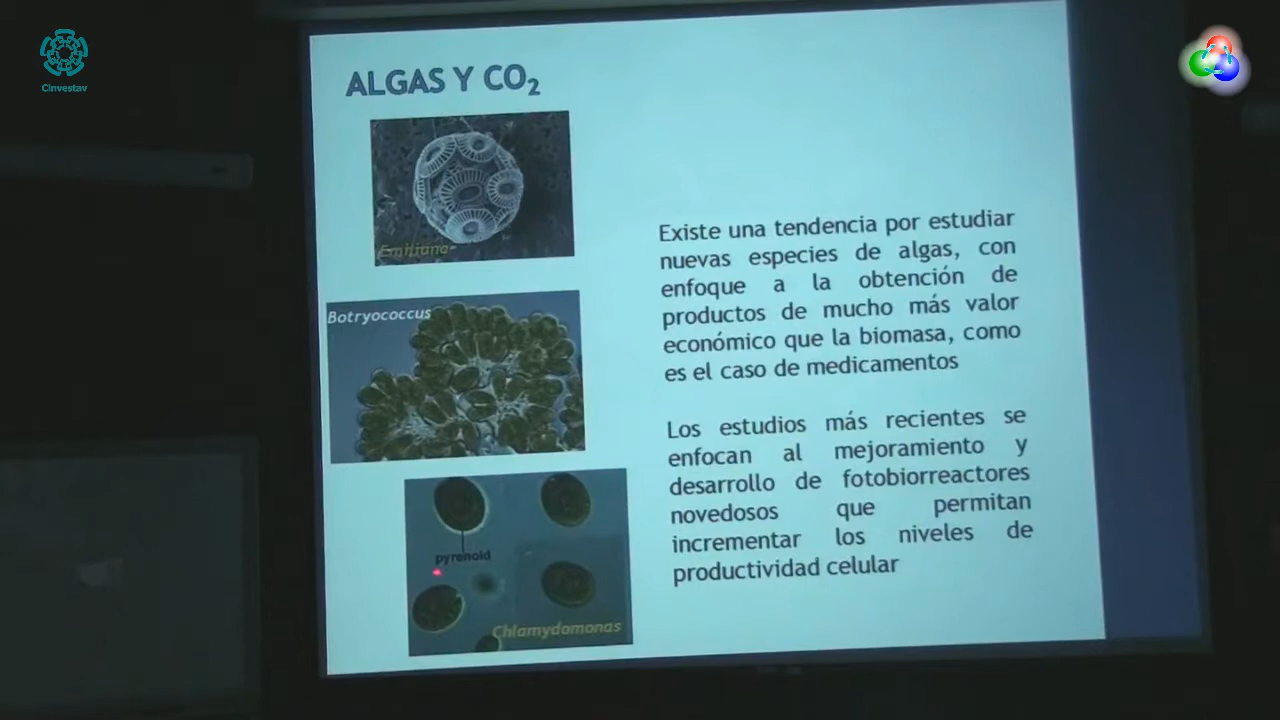 Cinvestav
ALGAS Y CO₂
Emiliana
Botryococcus
pyrenoid
Chlamydomonas
Existe una tendencia por estudiar
nuevas especies de algas, con
enfoque a la obtención de
productos de mucho más valor
económico que la biomasa, como
es el caso de medicamentos
Los estudios más recientes se
enfocan al mejoramiento y
desarrollo de fotobiorreactores
novedosos que permitan
incrementar los niveles de
productividad celular